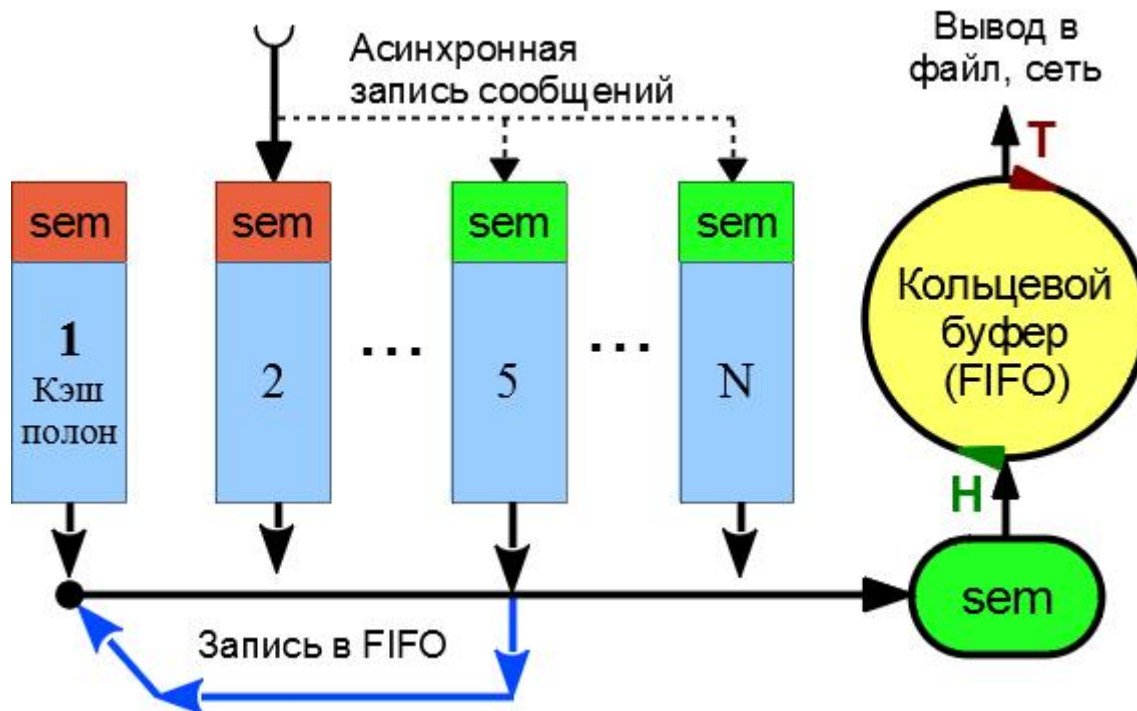 Асинхронная
запись сообщений
Вывод в
файл, сеть
T
sem
sem
sem
sem
1
Кэш
полон
2
...
5
...
N
Кольцевой
буфер
(FIFO)
H
sem
Запись в FIFO